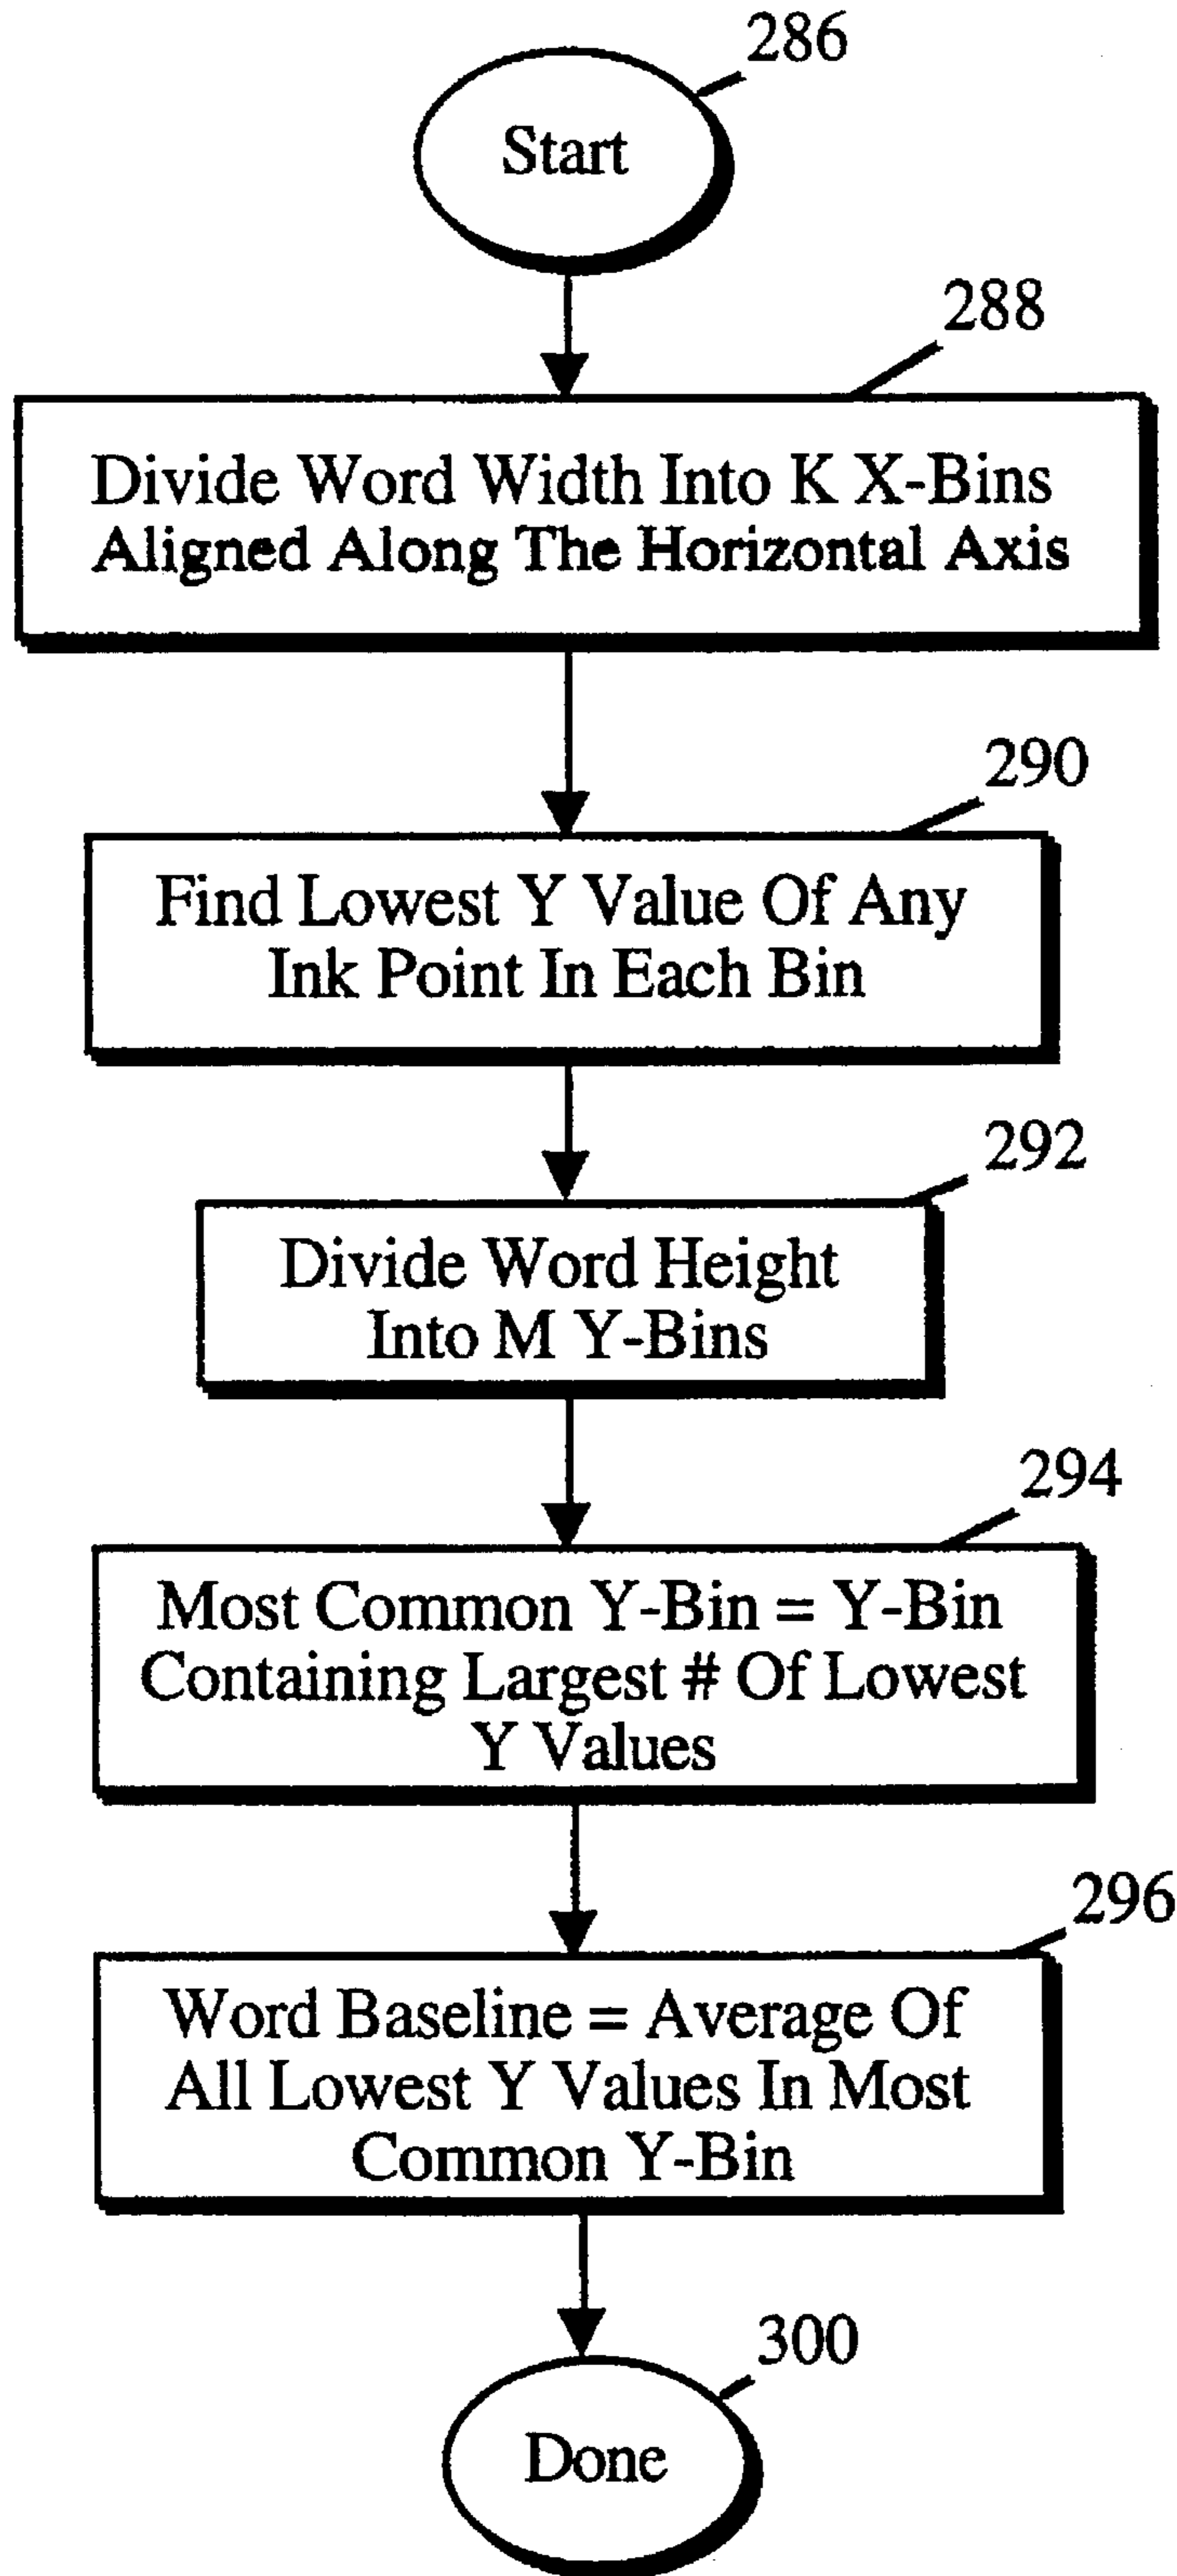 286
Start
288
Divide Word Width Into K X-Bins
Aligned Along The Horizontal Axis
290
Find Lowest Y Value Of Any
Ink Point In Each Bin
292
Divide Word Height
Into M Y-Bins
294
Most Common Y-Bin = Y-Bin
Containing Largest # Of Lowest
Y Values
296
Word Baseline = Average Of
All Lowest Y Values In Most
Common Y-Bin
300
Done